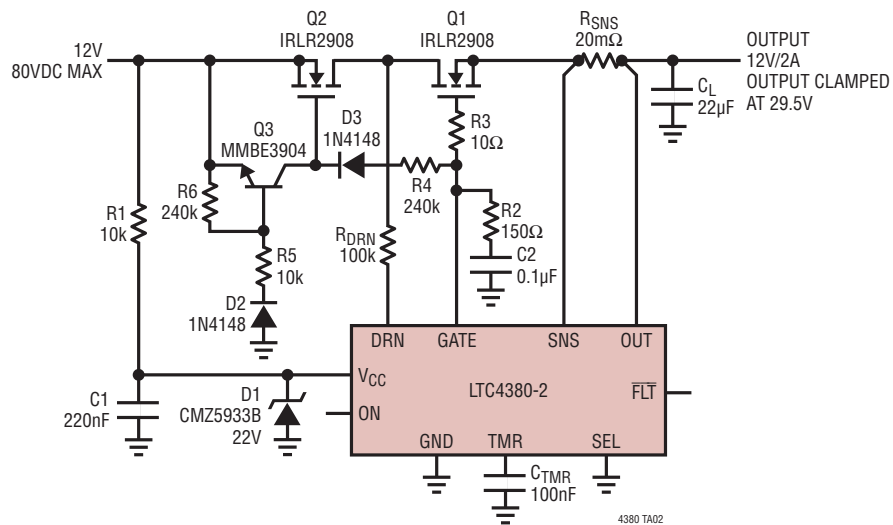 Q2
IRLR2908
Q1
IRLR2908
RSNS
20mΩ
12V
80VDC MAX
OUTPUT
12V/2A
OUTPUT CLAMPED
AT 29.5V
CL
22µF
Q3
MMBE3904
D3
1N4148
R3
10Ω
R4
240k
R6
240k
R1
10k
R2
150Ω
RDRN
100k
C2
0.1µF
R5
10k
D2
1N4148
DRN
GATE
SNS
OUT
VCC
LTC4380-2
FLT
ON
C1
220nF
D1
CMZ5933B
22V
GND
TMR
SEL
CTMR
100nF
4380 TA02